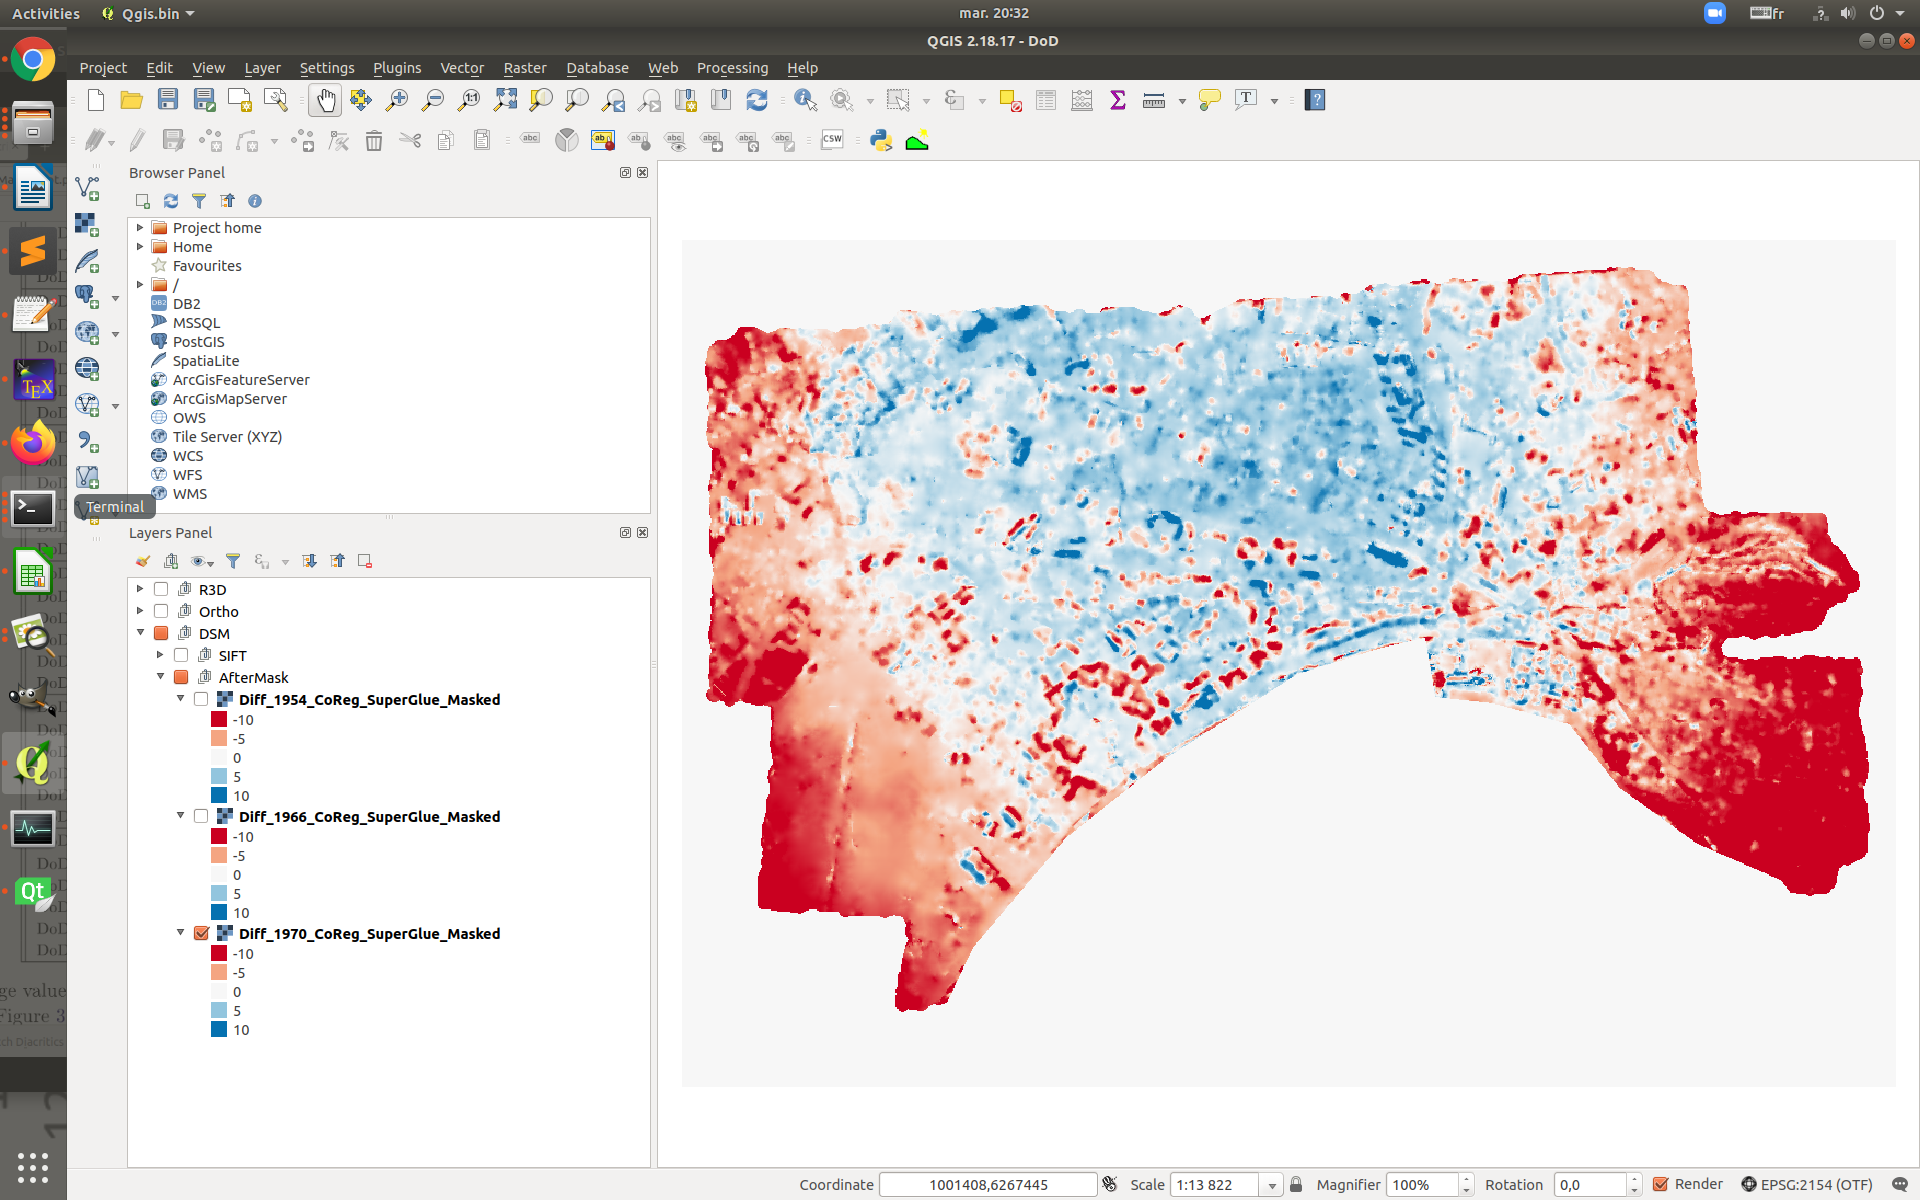 Activities
Qgis.bin
mar. 20:32
fr
QGIS 2.18.17 - DoD
Project Edit View Layer Settings Plugins Vector Raster Database Web Processing Help
Browser Panel
Project home
Home
Favourites
/
DB2
MSSQL
PostGIS
SpatiaLite
ArcGisFeatureServer
ArcGisMapServer
OWS
Tile Server (XYZ)
WCS
WFS
WMS
Terminal
Layers Panel
R3D
Ortho
DSM
SIFT
AfterMask
Diff_1954_CoReg_SuperGlue_Masked
-10
-5
0
5
10
Diff_1966_CoReg_SuperGlue_Masked
-10
-5
0
5
10
Diff_1970_CoReg_SuperGlue_Masked
-10
-5
0
5
10
ge value
Figure 3
Coordinate 1001408,6267445 Scale 1:13 822 Magnifier 100% Rotation 0,0 Render EPSG:2154 (OTF)